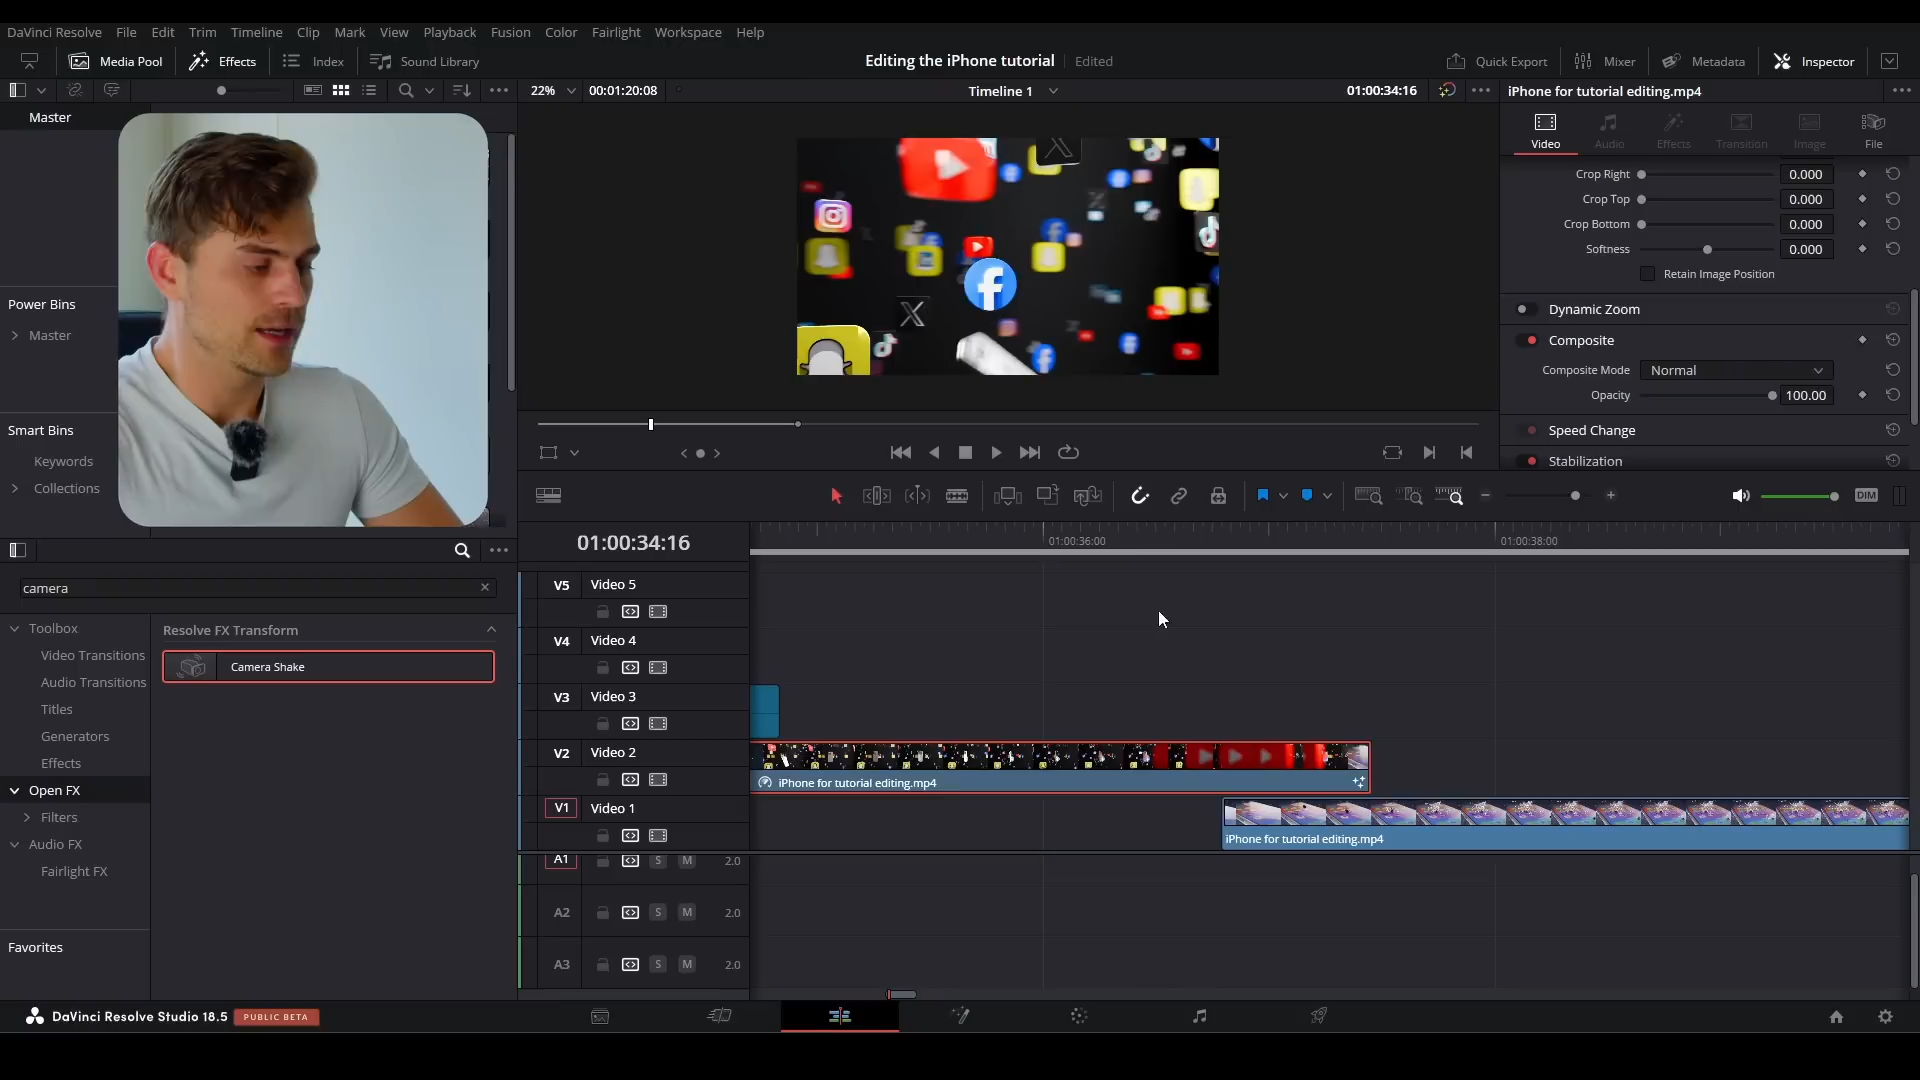 DaVinci Resolve File Edit Trim Timeline Clip Mark View Playback Fusion Color Fairlight Workspace Help
Media Pool Effects Index Sound Library Editing the iPhone tutorial Edited Quick Export Mixer Metadata Inspector
22% 00:01:20:08 Timeline 1 01:00:34:16 iPhone for tutorial editing.mp4
Master
Video Audio Effects Transition Image File
Crop Right 0.000
Crop Top 0.000
Crop Bottom 0.000
Softness 0.000
Retain Image Position
Power Bins
Master
Dynamic Zoom
Composite
Composite Mode Normal
Opacity 100.00
Smart Bins
Keywords
Collections
Speed Change
Stabilization
DIM
01:00:34:16 01:00:36:00 01:00:38:00
camera
Toolbox
Video Transitions
Audio Transitions
Titles
Generators
Effects
Open FX
Filters
Audio FX
Fairlight FX
Favorites
Resolve FX Transform
Camera Shake
V5 Video 5
V4 Video 4
V3 Video 3
V2 Video 2
iPhone for tutorial editing.mp4
V1 Video 1
iPhone for tutorial editing.mp4
A1 S M 2.0
A2 S M 2.0
A3 S M 2.0
DaVinci Resolve Studio 18.5 PUBLIC BETA